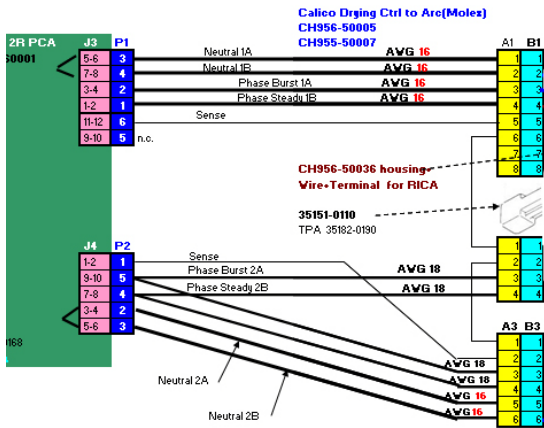 Calico Drying Ctrl to Arc(Molex)
CH956-50005
CH955-50007
2R PCA J3 P1 A1 B1
60001
5-6 3 Neutral 1A AWG 16 1 1
7-8 4 Neutral 1B AWG 16 2 2
3-4 2 Phase Burst 1A AWG 16 3 3
1-2 1 Phase Steady 1B AWG 16 4 4
11-12 6 Sense 5 5
9-10 5 n.c. 6 6
7 7
CH956-50036 housing+ 8 8
Wire+Terminal for RICA
35151-0110
TPA 35182-0190
J4 P2 1 1
1-2 1 Sense 2 2
9-10 5 Phase Burst 2A AWG 18 3 3
7-8 4 Phase Steady 2B 4 4
3-4 2
5-6 3 A3 B3
0168 1 1
AWG 18 2 2
Neutral 2A AWG 18 3 3
AWG 16 4 4
Neutral 2B AWG16 5 5
6 6